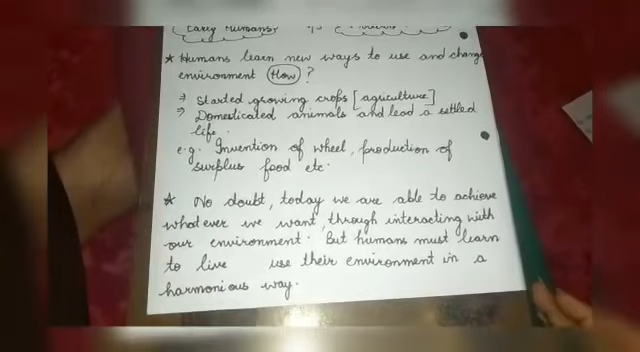 Early Humans
★ Humans learn new ways to use and change
environment (How) ?
⇒ Started growing crops [agriculture]
⇒ Domesticated animals and lead a settled
life.
e.g. Invention of wheel, production of
surplus food etc.
★ No doubt, today we are able to achieve
whatever we want, through interacting with
our environment. But humans must learn
to live use their environment in a
harmonious way.